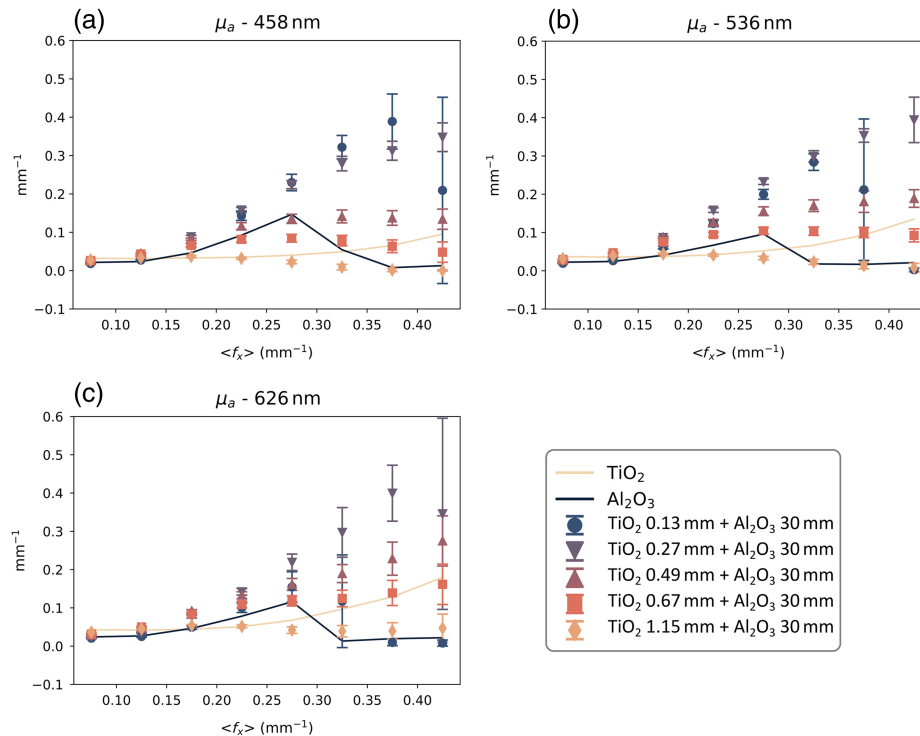 (a)
μₐ - 458 nm
0.6
0.5
0.4
0.3
0.2
0.1
0.0
−0.1
mm⁻¹
0.10 0.15 0.20 0.25 0.30 0.35 0.40
<fₓ> (mm⁻¹)
(b)
μₐ - 536 nm
0.6
0.5
0.4
0.3
0.2
0.1
0.0
−0.1
mm⁻¹
0.10 0.15 0.20 0.25 0.30 0.35 0.40
<fₓ> (mm⁻¹)
(c)
μₐ - 626 nm
0.6
0.5
0.4
0.3
0.2
0.1
0.0
−0.1
mm⁻¹
0.10 0.15 0.20 0.25 0.30 0.35 0.40
<fₓ> (mm⁻¹)
TiO₂
Al₂O₃
TiO₂ 0.13 mm + Al₂O₃ 30 mm
TiO₂ 0.27 mm + Al₂O₃ 30 mm
TiO₂ 0.49 mm + Al₂O₃ 30 mm
TiO₂ 0.67 mm + Al₂O₃ 30 mm
TiO₂ 1.15 mm + Al₂O₃ 30 mm